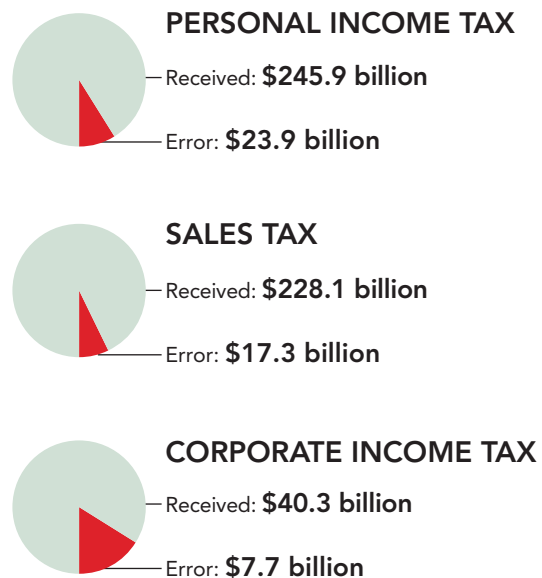 PERSONAL INCOME TAX
Received: $245.9 billion
Error: $23.9 billion
SALES TAX
Received: $228.1 billion
Error: $17.3 billion
CORPORATE INCOME TAX
Received: $40.3 billion
Error: $7.7 billion